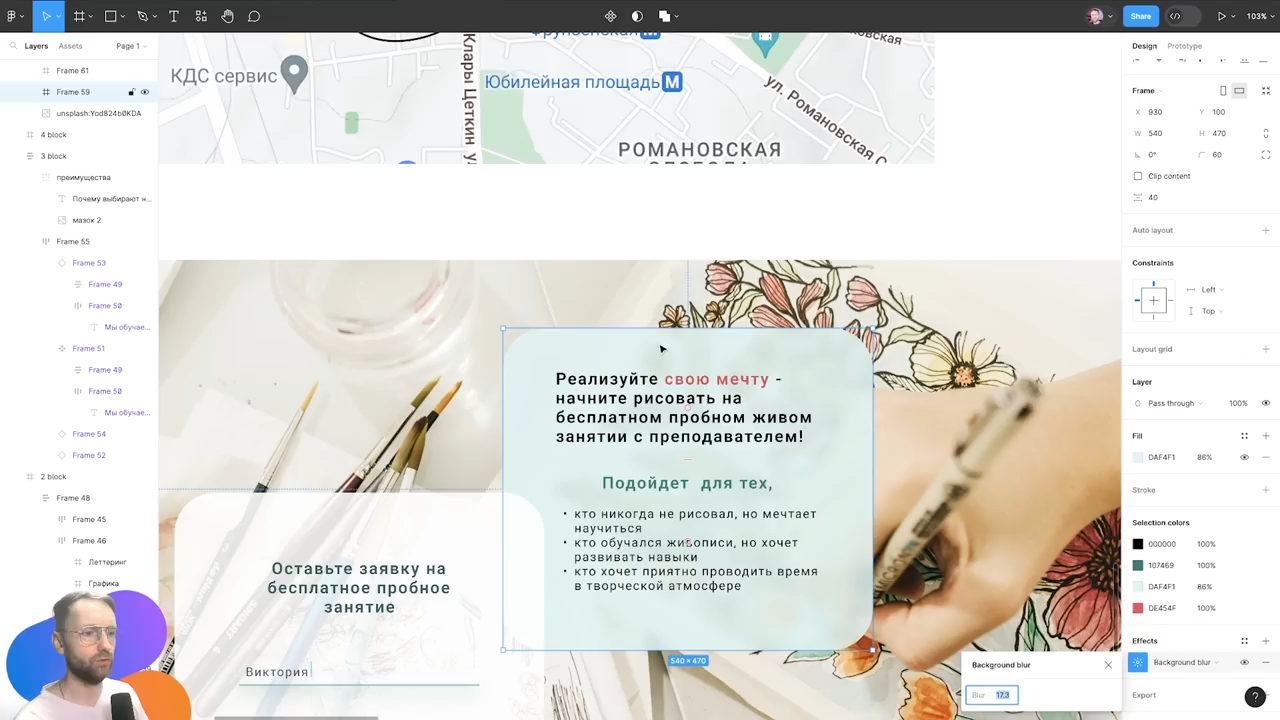 Share
103%
Layers
Assets
Page 1
Frame 61
Frame 59
unsplash:Yod824b0KDA
4 block
3 block
преимущества
Почему выбирают н...
мазок 2
Frame 55
Frame 53
Frame 49
Frame 50
Мы обучае...
Frame 51
Frame 49
Frame 50
Мы обучае...
Frame 54
Frame 52
2 block
Frame 48
Frame 45
Frame 46
Леттеринг
Графика
КДС сервис
Клары Цеткин ул
Фрунзенская М
Юбилейная площадь M
ул. Романовская С
РОМАНОВСКАЯ
Реализуйте свою мечту -
начните рисовать на
бесплатном пробном живом
занятии с преподавателем!
Подойдет для тех,
• кто никогда не рисовал, но мечтает
научиться
• кто обучался живописи, но хочет
развивать навыки
• кто хочет приятно проводить время
в творческой атмосфере
540 × 470
Оставьте заявку на
бесплатное пробное
занятие
Виктория
Background blur
Blur 17,3
Design
Prototype
Frame
X 930
Y 100
W 540
H 470
0°
60
Clip content
40
Auto layout
Constraints
Left
Top
Layout grid
Layer
Pass through
100%
Fill
DAF4F1
86%
Stroke
Selection colors
000000
100%
107469
100%
DAF4F1
86%
DE454F
100%
Effects
Background blur
Export
?